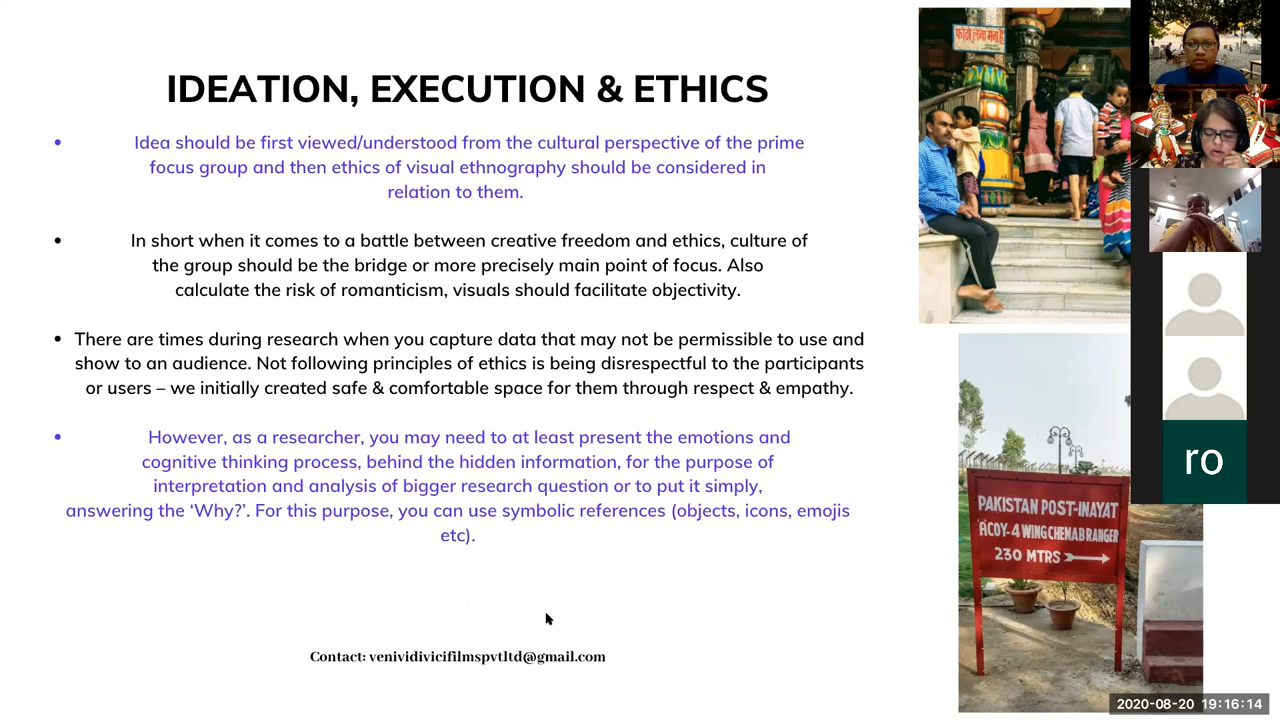 IDEATION, EXECUTION & ETHICS
• Idea should be first viewed/understood from the cultural perspective of the prime
focus group and then ethics of visual ethnography should be considered in
relation to them.
• In short when it comes to a battle between creative freedom and ethics, culture of
the group should be the bridge or more precisely main point of focus. Also
calculate the risk of romanticism, visuals should facilitate objectivity.
• There are times during research when you capture data that may not be permissible to use and
show to an audience. Not following principles of ethics is being disrespectful to the participants
or users – we initially created safe & comfortable space for them through respect & empathy.
• However, as a researcher, you may need to at least present the emotions and
cognitive thinking process, behind the hidden information, for the purpose of
interpretation and analysis of bigger research question or to put it simply,
answering the ‘Why?’. For this purpose, you can use symbolic references (objects, icons, emojis
etc).
Contact: venividivicifilmspvtltd@gmail.com
फोटो लेना मना है
PAKISTAN POST-INAYAT
ACOY-4 WING CHENAB RANGER
230 MTRS
ro
2020-08-20 19:16:14